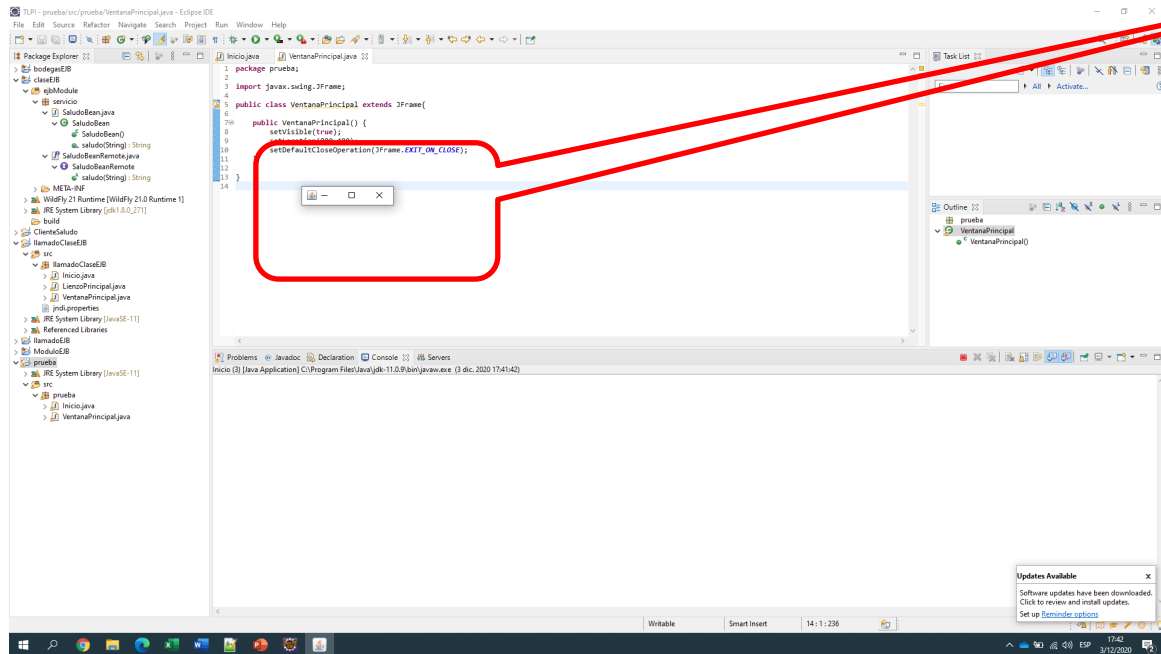 TLPI - prueba/src/prueba/VentanaPrincipal.java - Eclipse IDE
File Edit Source Refactor Navigate Search Project Run Window Help
Package Explorer
bodegasEJB
claseEJB
ejbModule
servicio
SaludoBean.java
SaludoBean
SaludoBean()
saludo(String) : String
SaludoBeanRemote.java
SaludoBeanRemote
saludo(String) : String
META-INF
WildFly 21 Runtime [WildFly 21.0 Runtime 1]
JRE System Library [jdk1.8.0_271]
build
ClienteSaludo
llamadoClaseEJB
src
llamadoClaseEJB
Inicio.java
LienzoPrincipal.java
VentanaPrincipal.java
jndi.properties
JRE System Library [JavaSE-11]
Referenced Libraries
llamadoEJB
ModuloEJB
prueba
JRE System Library [JavaSE-11]
src
prueba
Inicio.java
VentanaPrincipal.java
Inicio.java VentanaPrincipal.java
1 package prueba;
2
3 import javax.swing.JFrame;
4
5 public class VentanaPrincipal extends JFrame{
6
7 public VentanaPrincipal() {
8 setVisible(true);
9
10 setDefaultCloseOperation(JFrame.EXIT_ON_CLOSE);
11
12
13 }
14
Task List
All Activate...
Outline
prueba
VentanaPrincipal
VentanaPrincipal()
Problems Javadoc Declaration Console Servers
Inicio (3) [Java Application] C:\Program Files\Java\jdk-11.0.9\bin\javaw.exe (3 dic. 2020 17:41:42)
Updates Available x
Software updates have been downloaded.
Click to review and install updates.
Set up Reminder options
Writable Smart Insert 14 : 1 : 236
ESP 17:42
3/12/2020